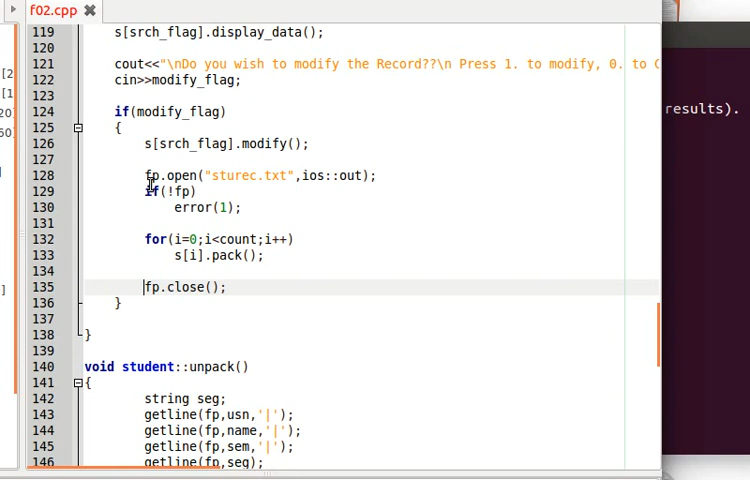 f02.cpp
119 s[srch_flag].display_data();
120
121 cout<<"\nDo you wish to modify the Record??\n Press 1. to modify, 0. to
122 cin>>modify_flag;
123
124 if(modify_flag)
125 {
126 s[srch_flag].modify();
127
128 fp.open("sturec.txt",ios::out);
129 if(!fp)
130 error(1);
131
132 for(i=0;i<count;i++)
133 s[i].pack();
134
135 fp.close();
136 }
137
138 }
139
140 void student::unpack()
141 {
142 string seg;
143 getline(fp,usn,'|');
144 getline(fp,name,'|');
145 getline(fp,sem,'|');
146 getline(fp,seg);
[2
[1
20)
60]
]
results).